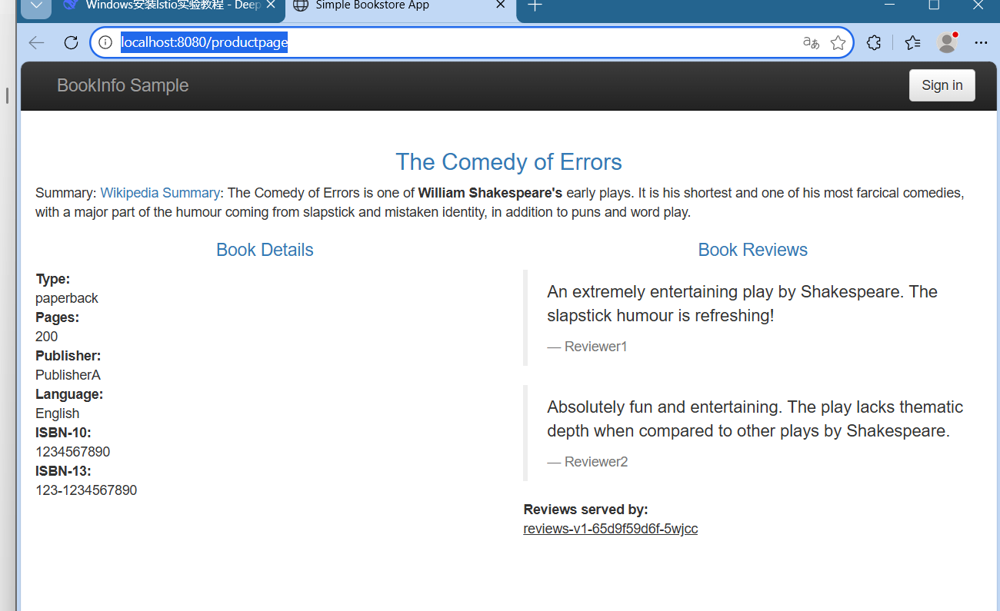 Windows安装Istio实验教程 - Deep
Simple Bookstore App
localhost:8080/productpage
BookInfo Sample
Sign in
The Comedy of Errors
Summary: Wikipedia Summary: The Comedy of Errors is one of William Shakespeare's early plays. It is his shortest and one of his most farcical comedies,
with a major part of the humour coming from slapstick and mistaken identity, in addition to puns and word play.
Book Details
Type:
paperback
Pages:
200
Publisher:
PublisherA
Language:
English
ISBN-10:
1234567890
ISBN-13:
123-1234567890
Book Reviews
An extremely entertaining play by Shakespeare. The
slapstick humour is refreshing!
— Reviewer1
Absolutely fun and entertaining. The play lacks thematic
depth when compared to other plays by Shakespeare.
— Reviewer2
Reviews served by:
reviews-v1-65d9f59d6f-5wjcc